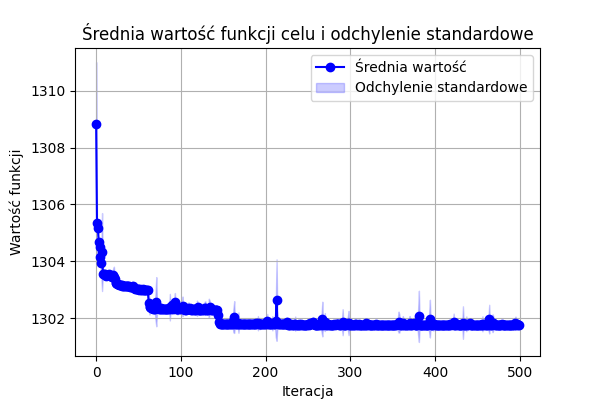 Średnia wartość funkcji celu i odchylenie standardowe
Średnia wartość
Odchylenie standardowe
Wartość funkcji
1310
1308
1306
1304
1302
0 100 200 300 400 500
Iteracja